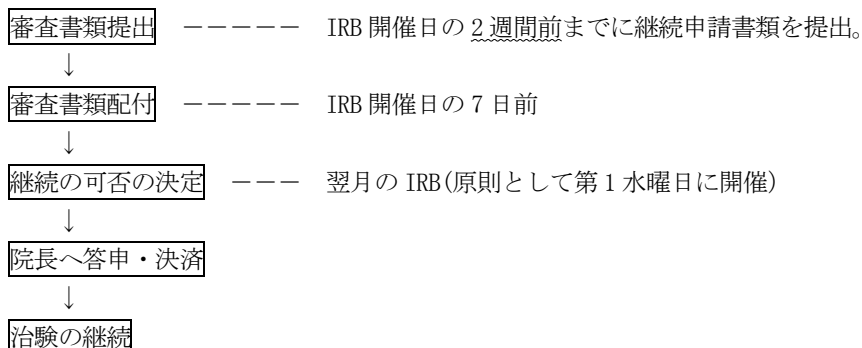 審査書類提出 －－－－－ IRB 開催日の 2 週間前までに継続申請書類を提出。
↓
審査書類配付 －－－－－ IRB 開催日の 7 日前
↓
継続の可否の決定 －－－ 翌月の IRB(原則として第 1 水曜日に開催)
↓
院長へ答申・決済
↓
治験の継続